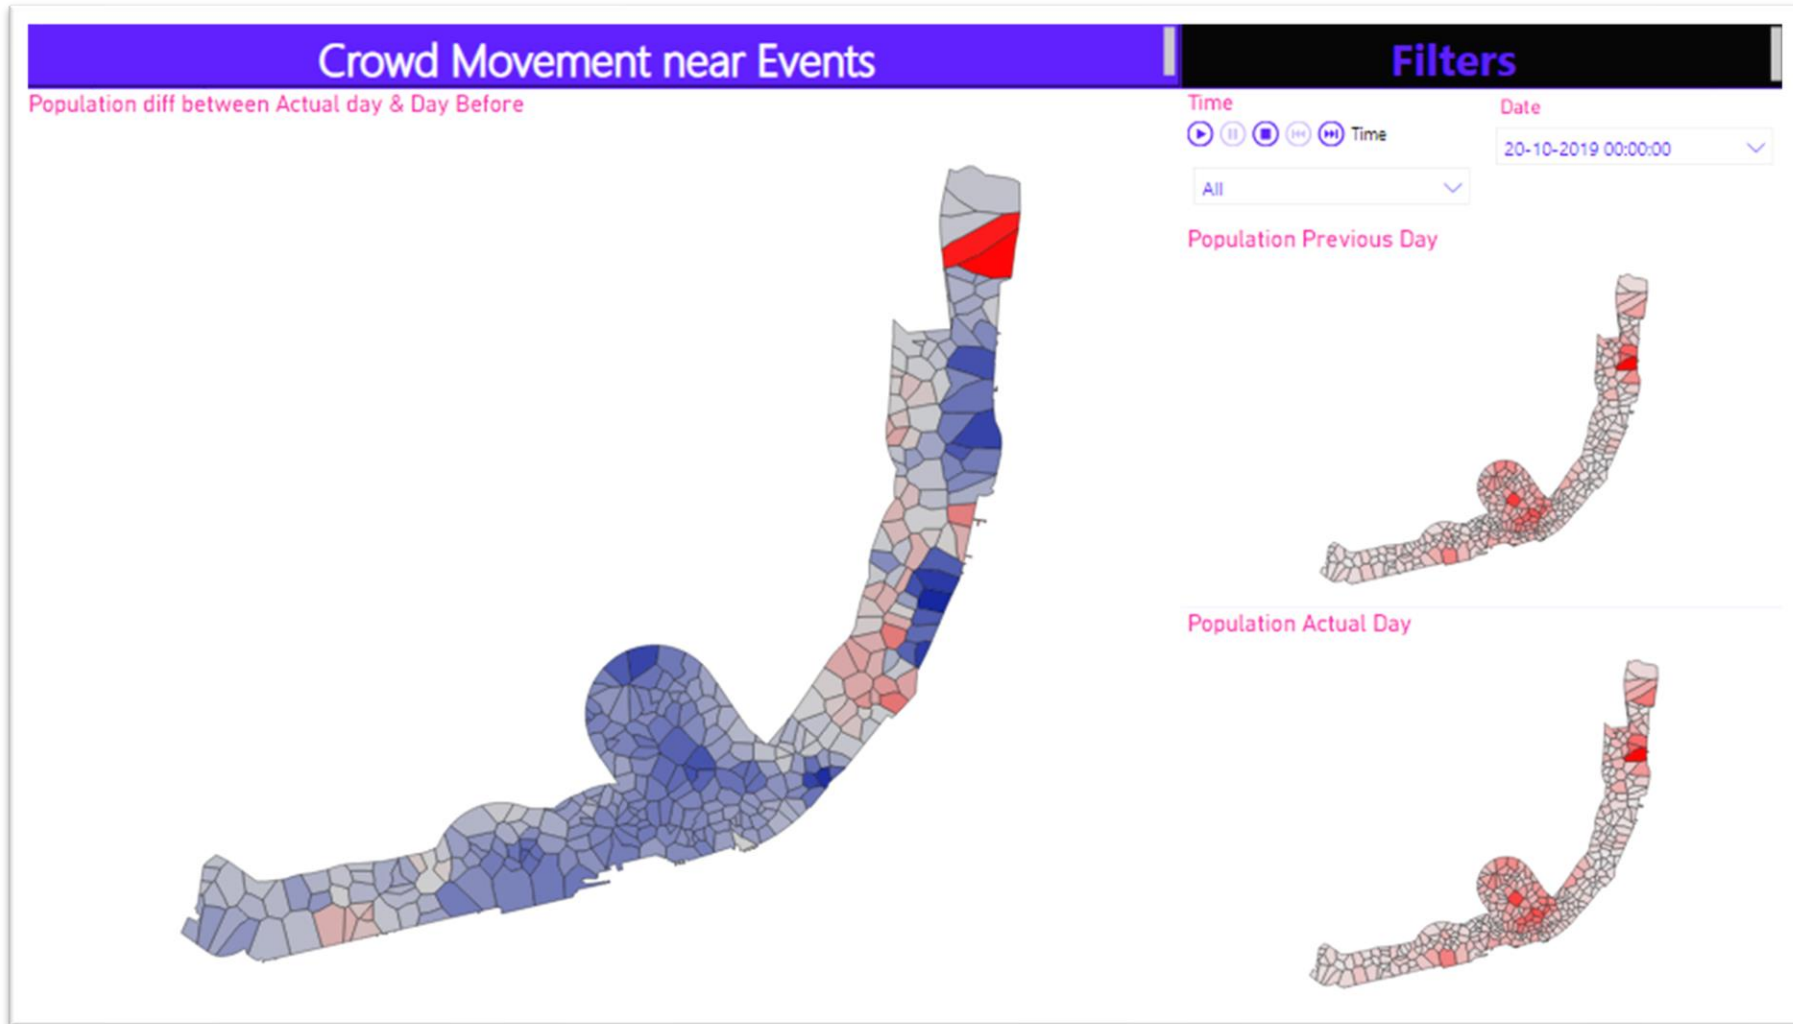 Crowd Movement near Events
Filters
Population diff between Actual day & Day Before
Time
Date
Time
20-10-2019 00:00:00
All
Population Previous Day
Population Actual Day